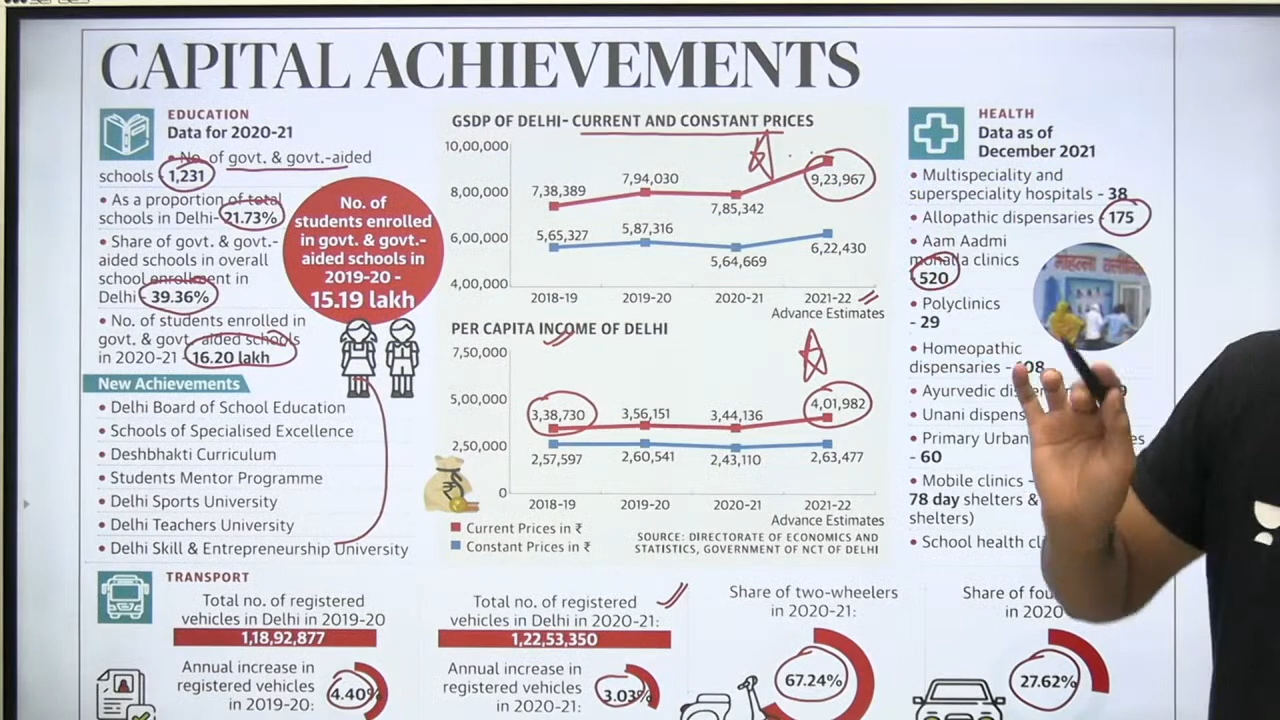 CAPITAL ACHIEVEMENTS
EDUCATION
Data for 2020-21
• No. of govt. & govt.-aided
schools - 1,231
• As a proportion of total
schools in Delhi- 21.73%
• Share of govt. & govt.-
aided schools in overall
school enrollment in
Delhi - 39.36%
• No. of students enrolled in
govt. & govt. aided schools
in 2020-21 - 16.20 lakh
No. of
students enrolled
in govt. & govt.-
aided schools in
2019-20 -
15.19 lakh
New Achievements
• Delhi Board of School Education
• Schools of Specialised Excellence
• Deshbhakti Curriculum
• Students Mentor Programme
• Delhi Sports University
• Delhi Teachers University
• Delhi Skill & Entrepreneurship University
GSDP OF DELHI- CURRENT AND CONSTANT PRICES
10,00,000
8,00,000
6,00,000
4,00,000
7,38,389
7,94,030
7,85,342
9,23,967
5,65,327
5,87,316
5,64,669
6,22,430
2018-19
2019-20
2020-21
2021-22
Advance Estimates
PER CAPITA INCOME OF DELHI
7,50,000
5,00,000
2,50,000
0
3,38,730
3,56,151
3,44,136
4,01,982
2,57,597
2,60,541
2,43,110
2,63,477
2018-19
2019-20
2020-21
2021-22
Advance Estimates
Current Prices in ₹
Constant Prices in ₹
SOURCE: DIRECTORATE OF ECONOMICS AND
STATISTICS, GOVERNMENT OF NCT OF DELHI
HEALTH
Data as of
December 2021
• Multispeciality and
superspeciality hospitals - 38
• Allopathic dispensaries - 175
• Aam Aadmi
mohalla clinics
520
मोहल्ला
• Polyclinics
- 29
• Homeopathic
dispensaries - 108
• Ayurvedic
• Unani
• Primary Urban
- 60
• Mobile clinics -
78 day shelters &
shelters)
• School health
TRANSPORT
Total no. of registered
vehicles in Delhi in 2019-20
1,18,92,877
Annual increase in
registered vehicles
in 2019-20:
4.40%
Total no. of registered
vehicles in Delhi in 2020-21:
1,22,53,350
Annual increase in
registered vehicles
in 2020-21:
3.03%
Share of two-wheelers
in 2020-21:
67.24%
Share of
in 2020
27.62%